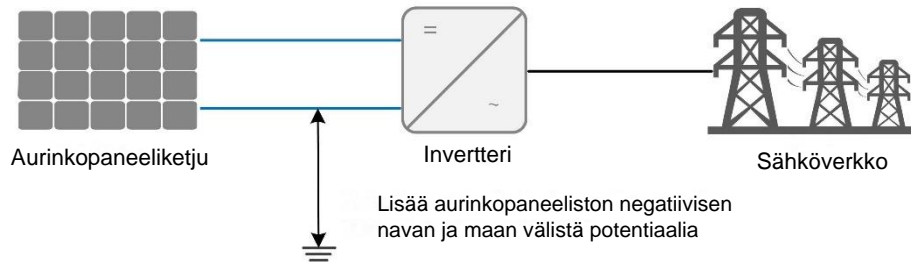 Aurinkopaneeliketju
Invertteri
Sähköverkko
Lisää aurinkopaneeliston negatiivisen
navan ja maan välistä potentiaalia